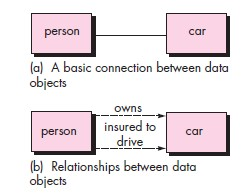 person car
(a) A basic connection between data
objects
owns
person insured to car
drive
(b) Relationships between data
objects